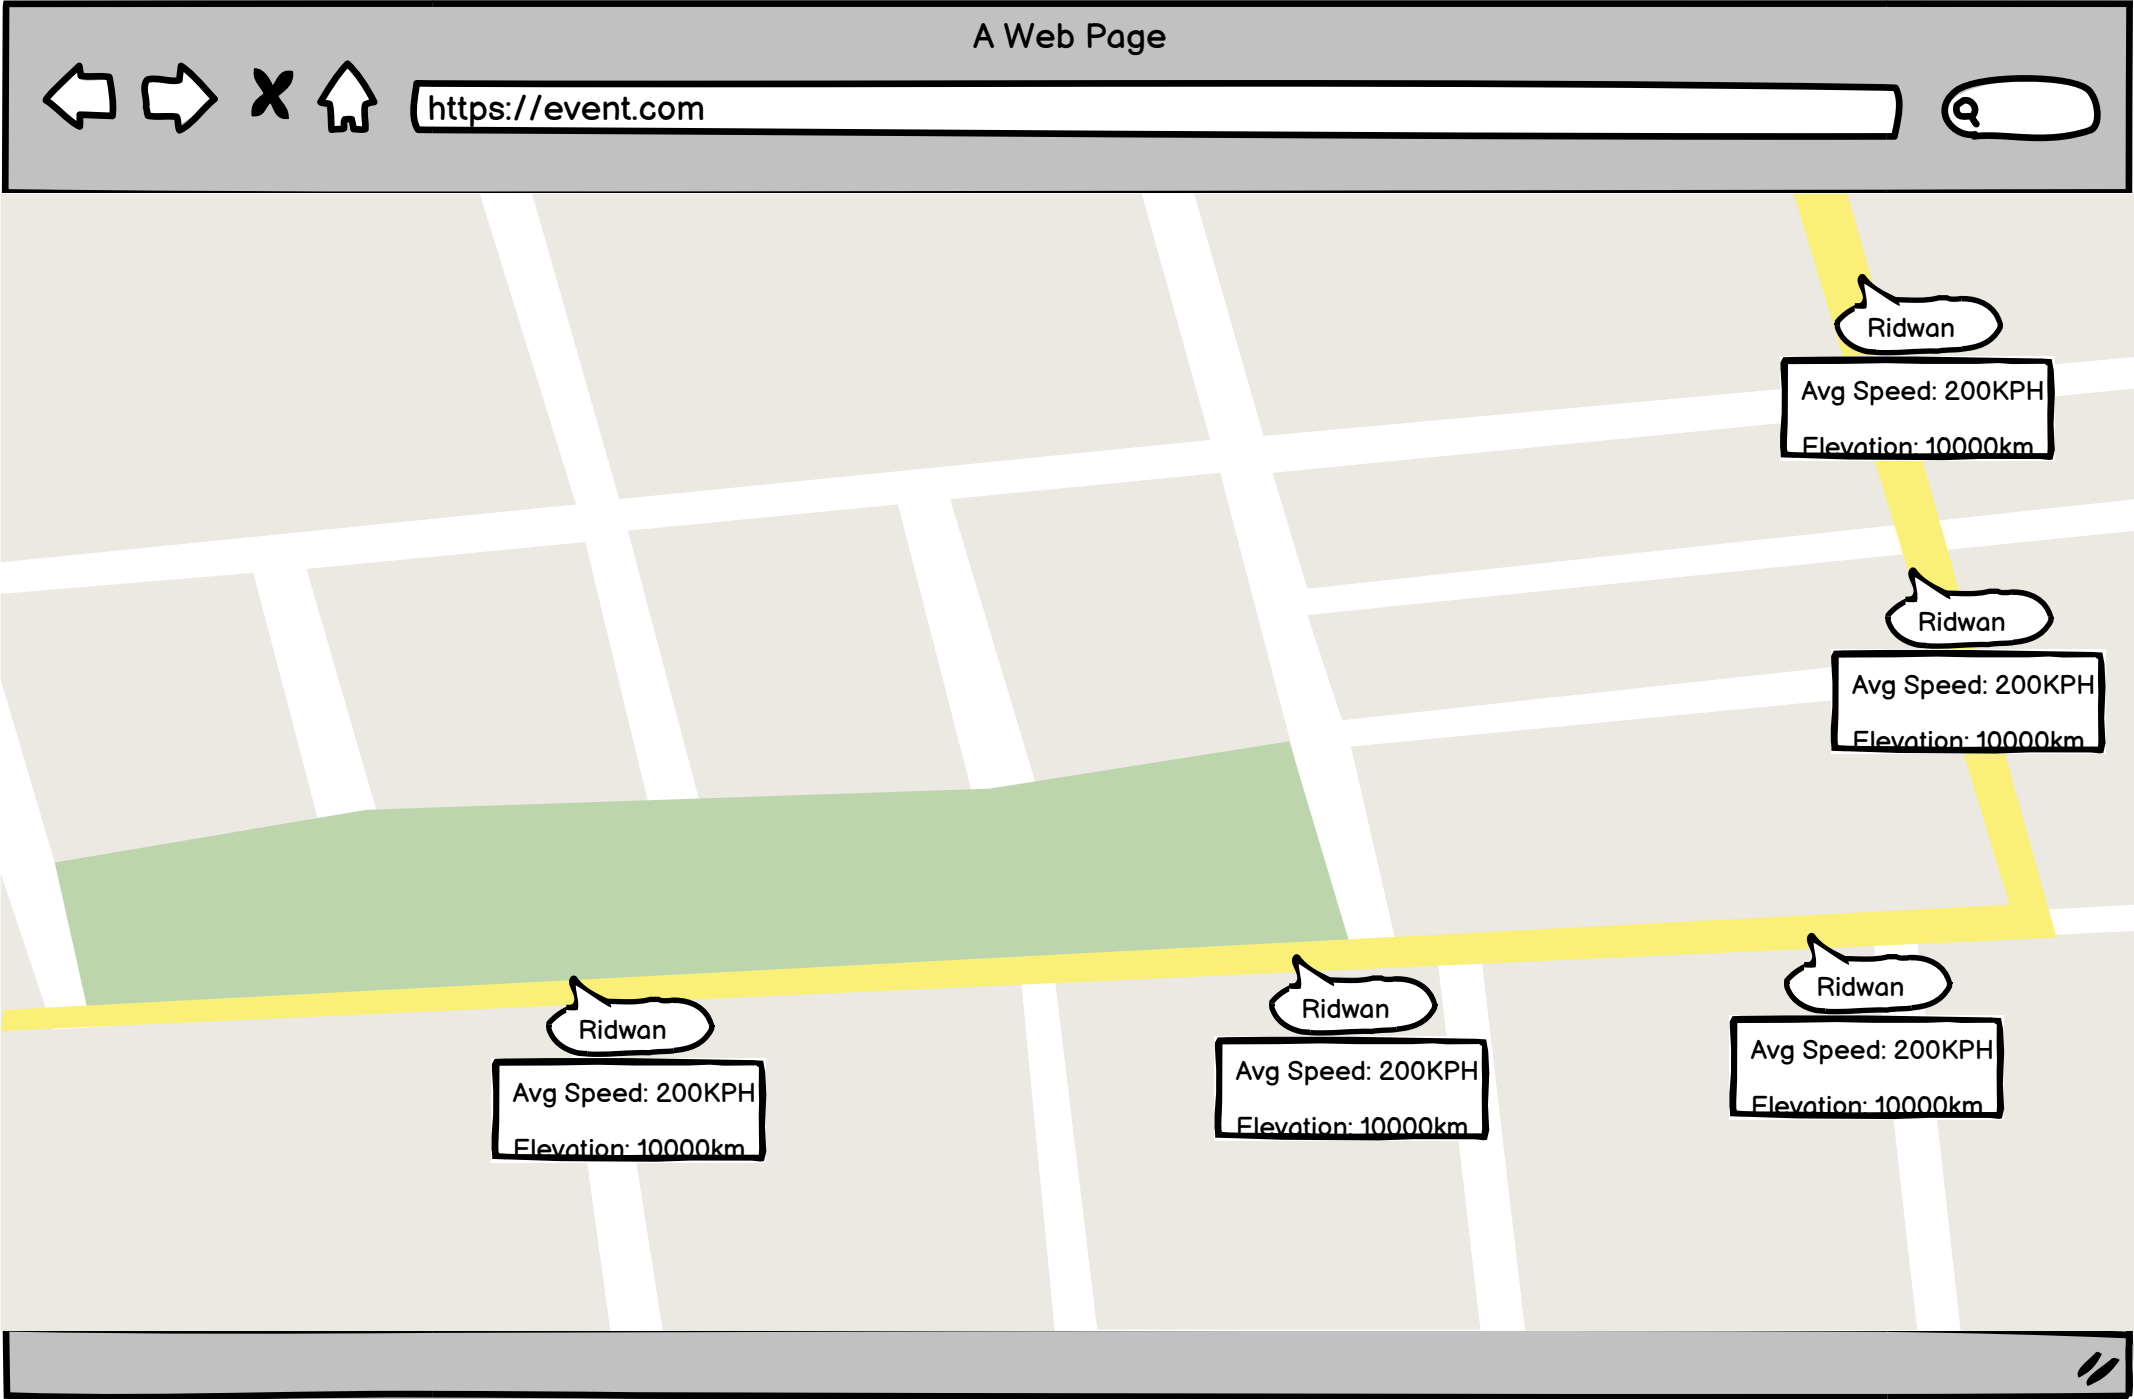 A Web Page
https://event.com
Ridwan
Avg Speed: 200KPH
Elevation: 10000km
Ridwan
Avg Speed: 200KPH
Elevation: 10000km
Ridwan
Avg Speed: 200KPH
Elevation: 10000km
Ridwan
Avg Speed: 200KPH
Elevation: 10000km
Ridwan
Avg Speed: 200KPH
Elevation: 10000km